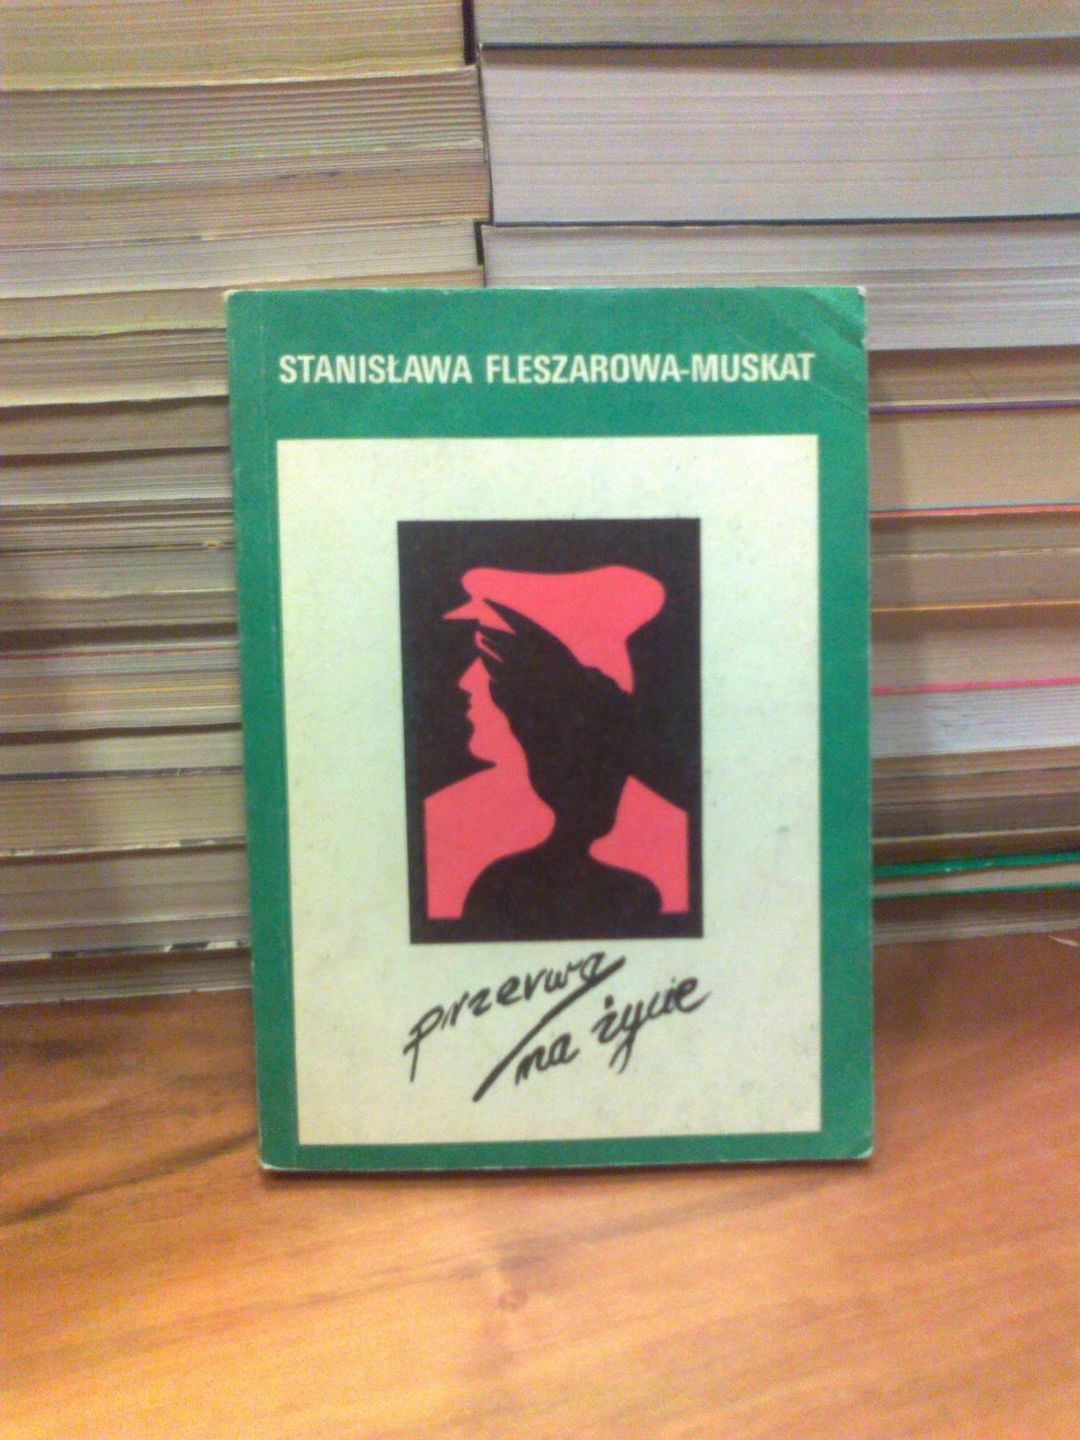 STANISŁAWA FLESZAROWA-MUSKAT
przerwa
na życie